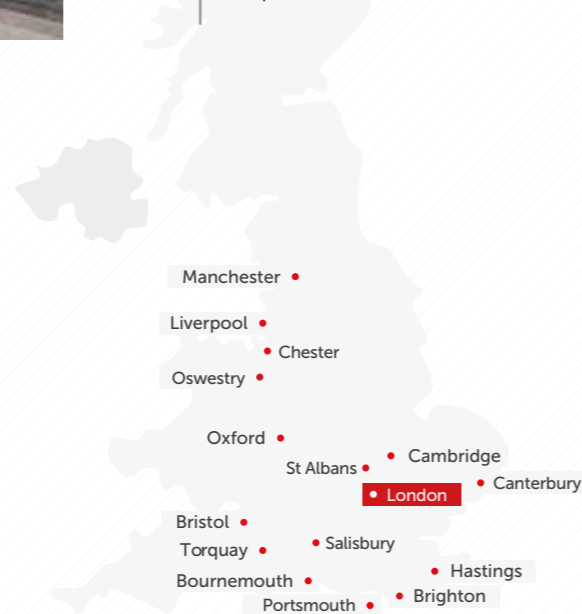 Manchester
Liverpool
Chester
Oswestry
Oxford
Cambridge
St Albans
Canterbury
London
Bristol
Salisbury
Torquay
Hastings
Bournemouth
Brighton
Portsmouth